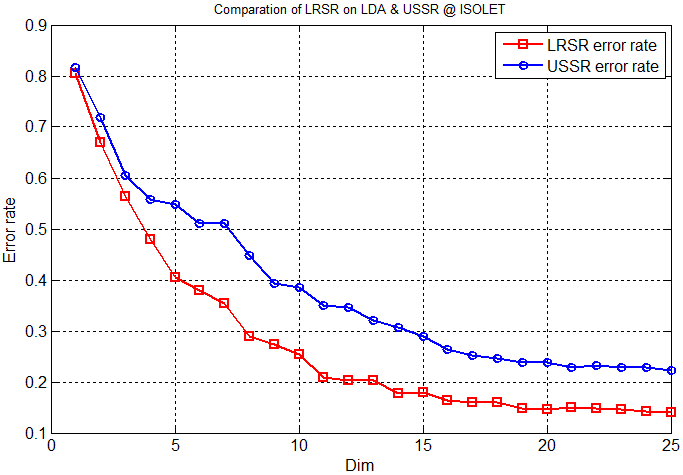 Comparation of LRSR on LDA & USSR @ ISOLET
LRSR error rate
USSR error rate
Error rate
0.9
0.8
0.7
0.6
0.5
0.4
0.3
0.2
0.1
0 5 10 15 20 25
Dim